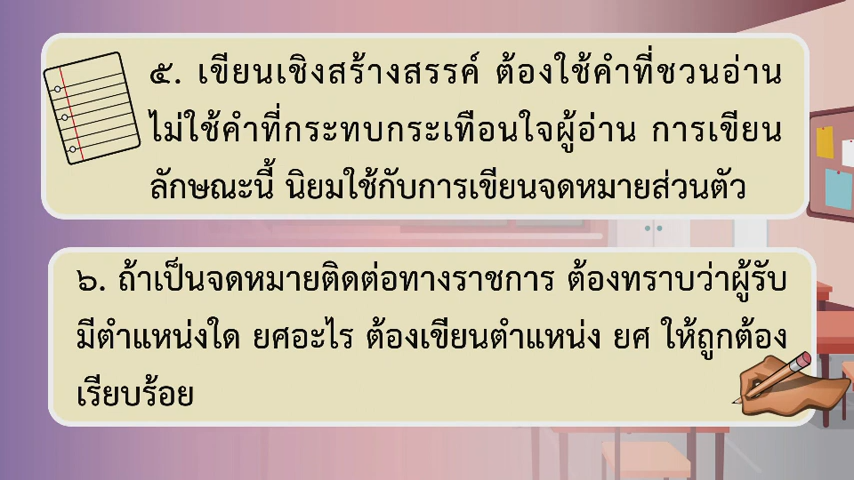 ๕. เขียนเชิงสร้างสรรค์ ต้องใช้คำที่ชวนอ่าน
ไม่ใช้คำที่กระทบกระเทือนใจผู้อ่าน การเขียน
ลักษณะนี้ นิยมใช้กับการเขียนจดหมายส่วนตัว
๖. ถ้าเป็นจดหมายติดต่อทางราชการ ต้องทราบว่าผู้รับ
มีตำแหน่งใด ยศอะไร ต้องเขียนตำแหน่ง ยศ ให้ถูกต้อง
เรียบร้อย